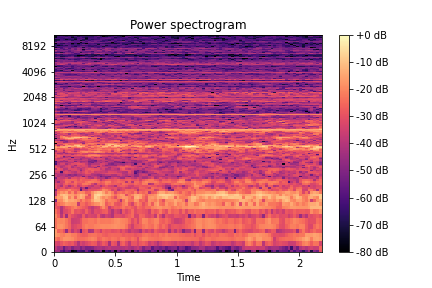 Power spectrogram
Hz
8192
4096
2048
1024
512
256
128
64
0
0
0.5
1
1.5
2
Time
+0 dB
-10 dB
-20 dB
-30 dB
-40 dB
-50 dB
-60 dB
-70 dB
-80 dB